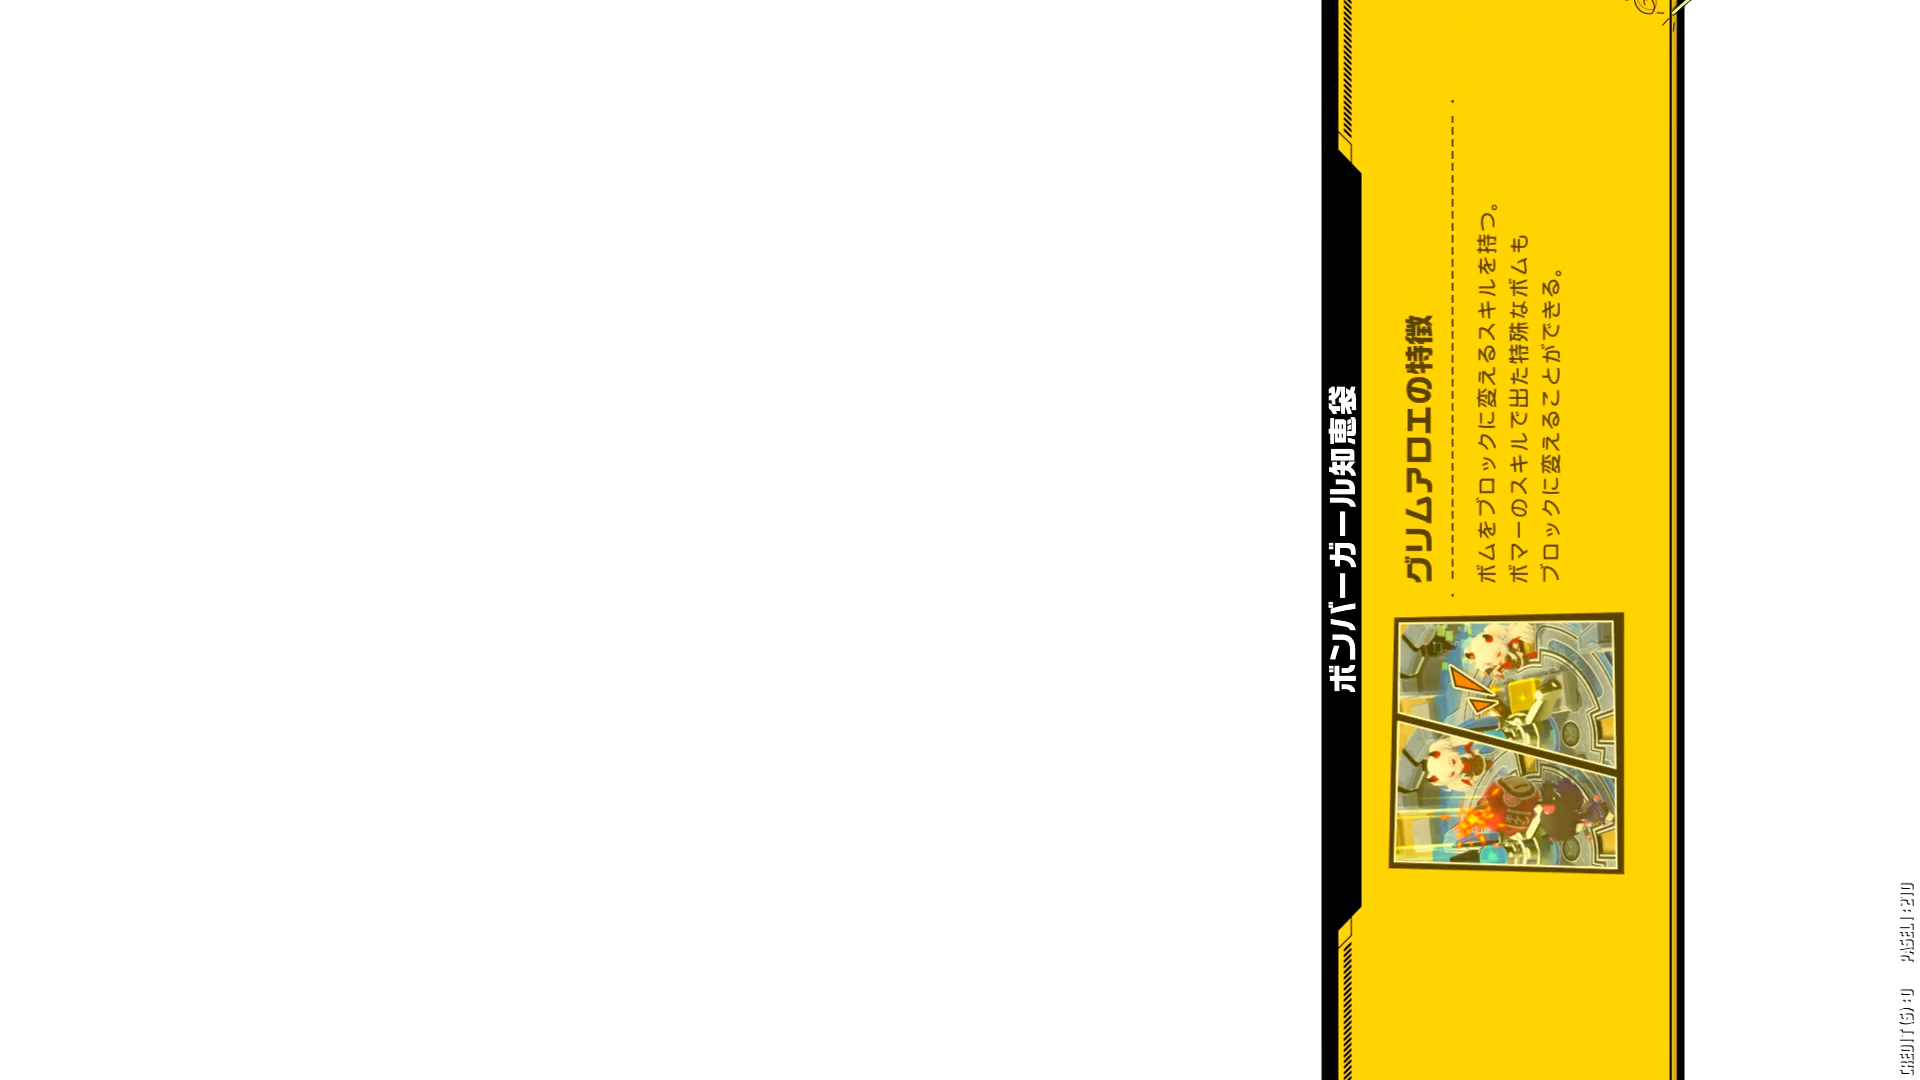 ボンバーガール知恵袋
グリムアロエの特徴
ボムをブロックに変えるスキルを持つ。
ボマーのスキルで出た特殊なボムも
ブロックに変えることができる。
CREDIT(S):0 PASELI:210